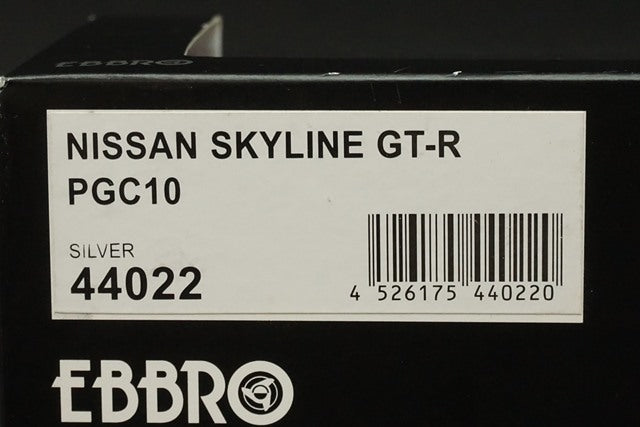 EBBRO
NISSAN SKYLINE GT-R
PGC10
SILVER
44022
4 526175 440220
EBBRO